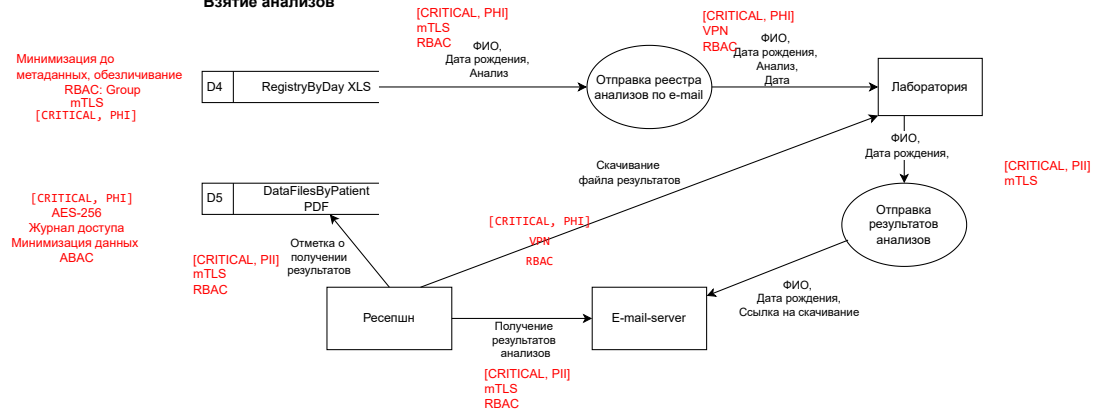 Взятие анализов
[CRITICAL, PHI]
mTLS
RBAC
ФИО,
Дата рождения,
Анализ
[CRITICAL, PHI]
VPN
RBAC
ФИО,
Дата рождения,
Анализ,
Дата
Минимизация до
метаданных, обезличивание
RBAC: Group
mTLS
[CRITICAL, PHI]
D4
RegistryByDay XLS
Отправка реестра
анализов по e-mail
Лаборатория
ФИО,
Дата рождения,
[CRITICAL, PII]
mTLS
Скачивание
файла результатов
[CRITICAL, PHI]
AES-256
Журнал доступа
Минимизация данных
ABAC
D5
DataFilesByPatient
PDF
[CRITICAL, PHI]
VPN
RBAC
Отправка
результатов
анализов
[CRITICAL, PII]
mTLS
RBAC
Отметка о
получении
результатов
ФИО,
Дата рождения,
Ссылка на скачивание
Ресепшн
E-mail-server
Получение
результатов
анализов
[CRITICAL, PII]
mTLS
RBAC